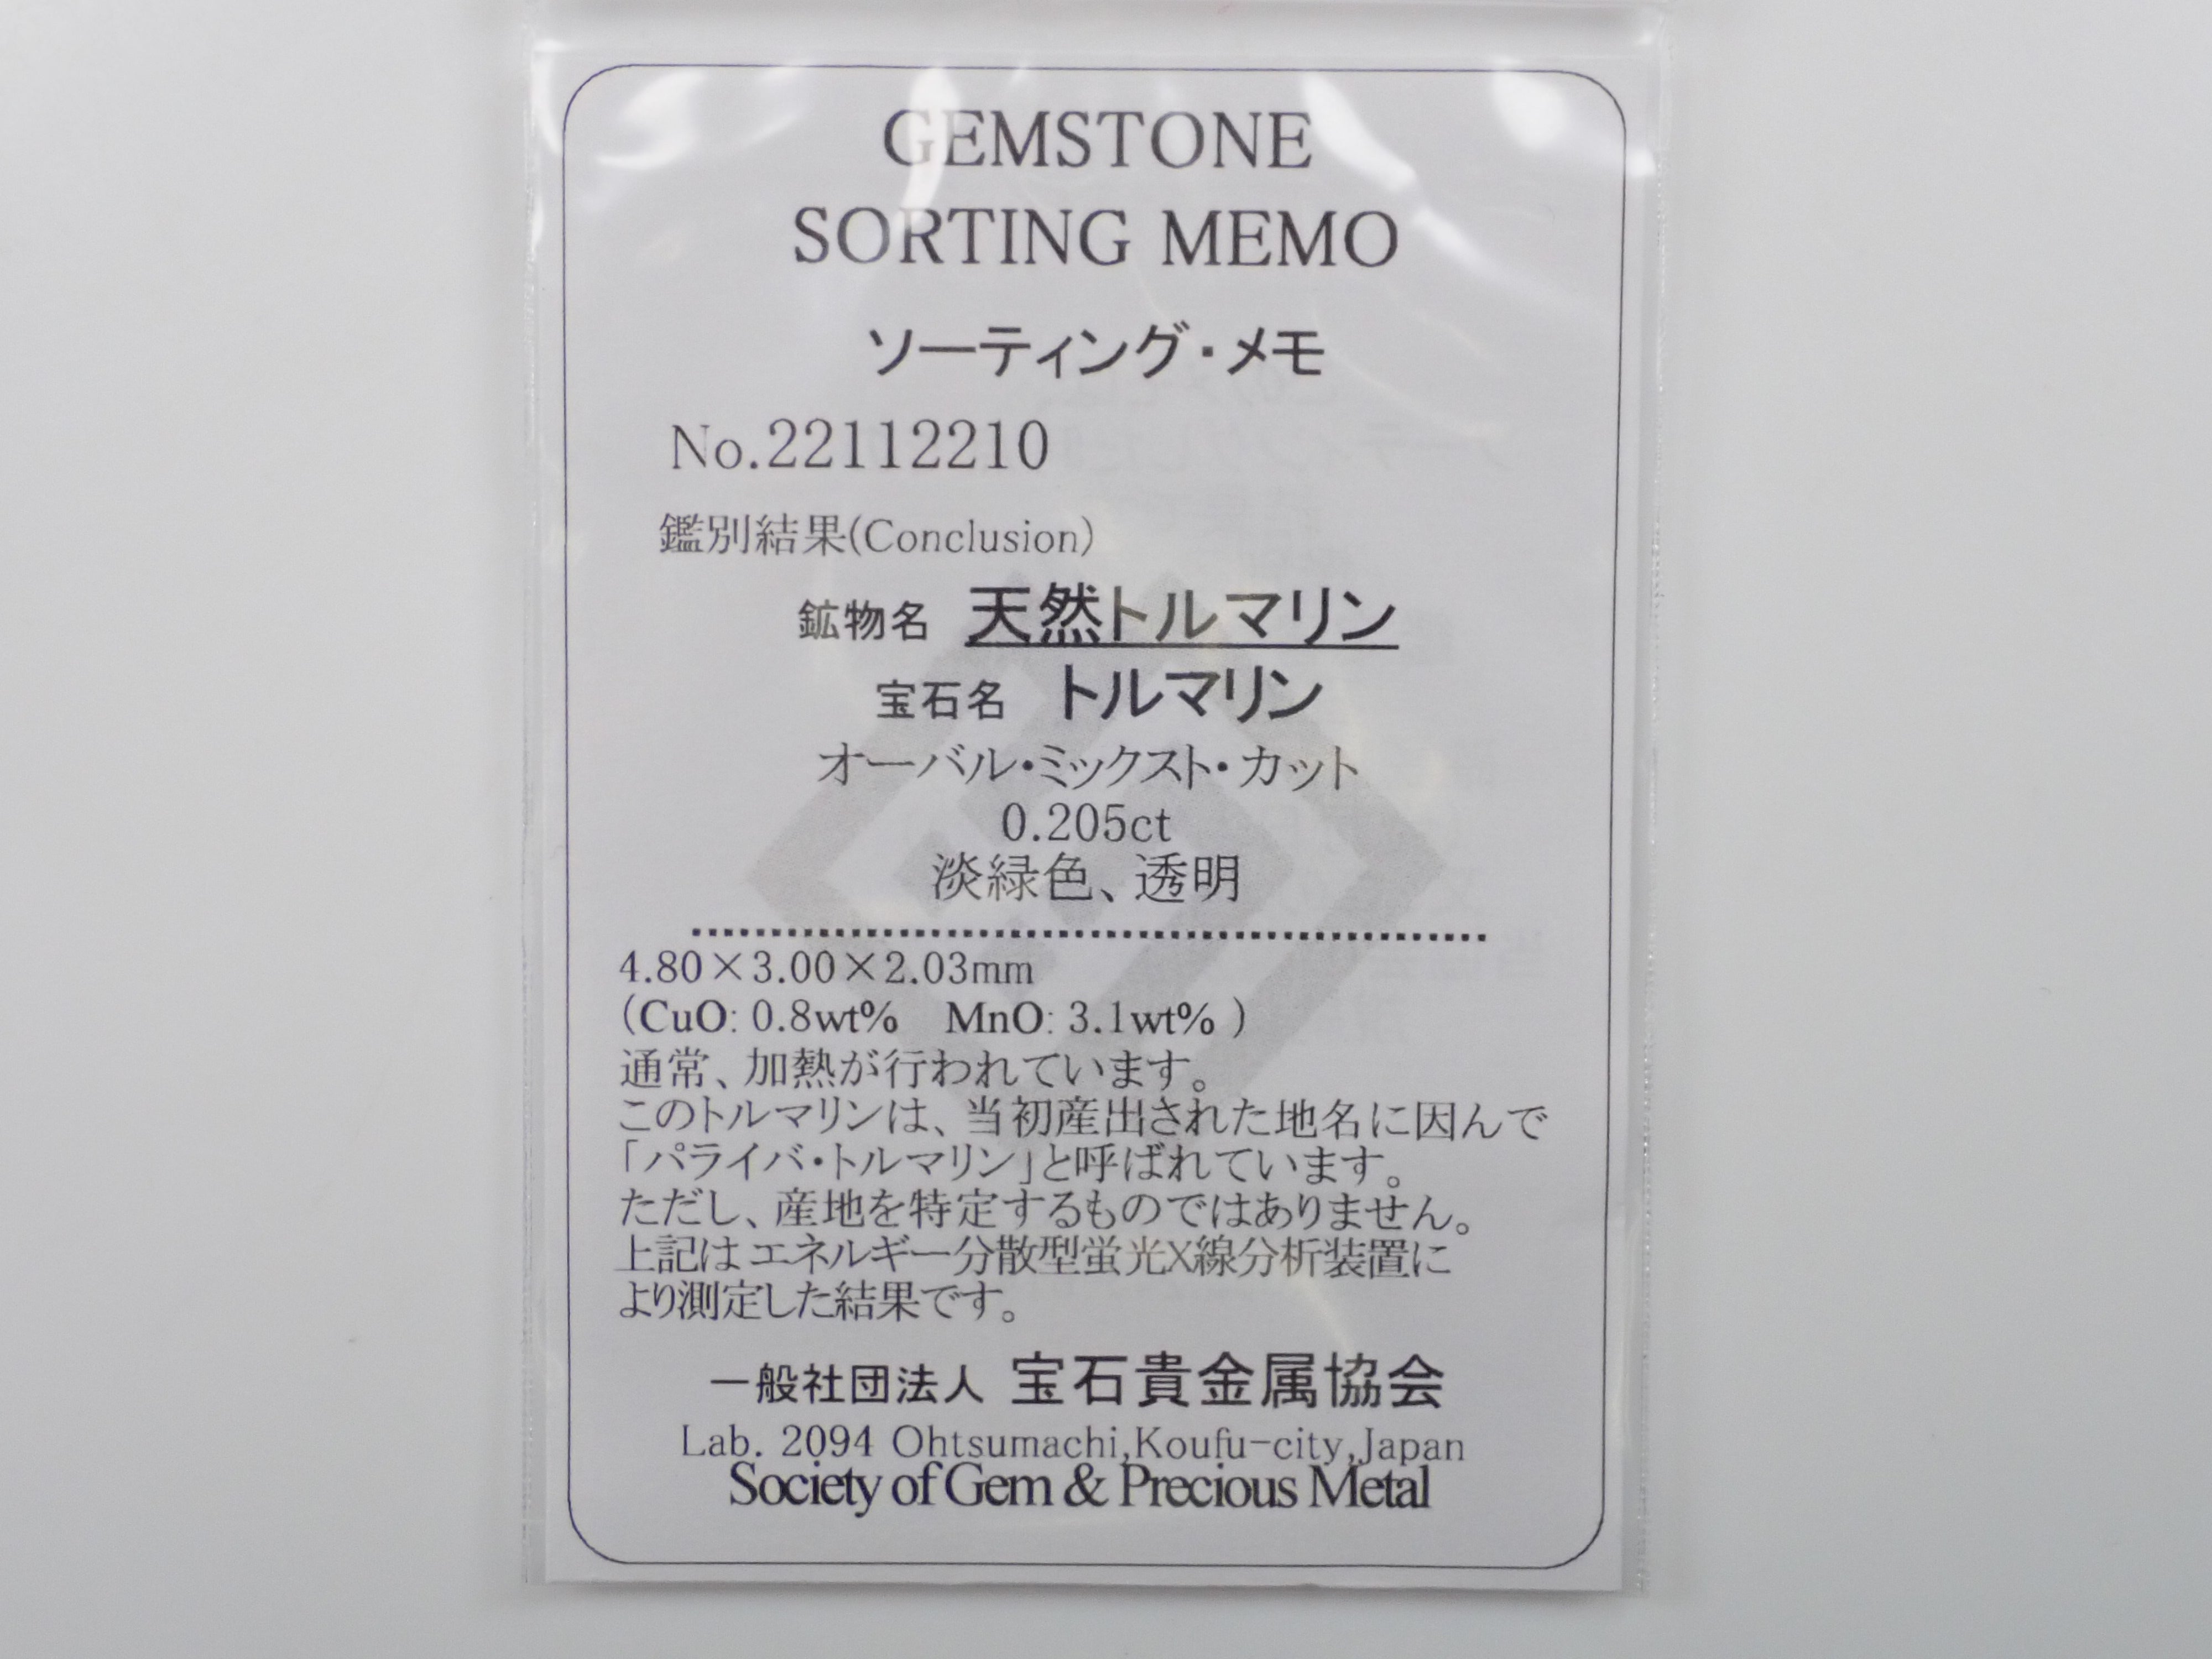 GEMSTONE
SORTING MEMO
ソーティング・メモ
No.22112210
鑑別結果(Conclusion)
鉱物名 天然トルマリン
宝石名 トルマリン
オーバル・ミックスト・カット
0.205ct
淡緑色、透明
4.80×3.00×2.03mm
(CuO: 0.8wt% MnO: 3.1wt% )
通常、加熱が行われています。
このトルマリンは、当初産出された地名に因んで
「パライバ・トルマリン」と呼ばれています。
ただし、産地を特定するものではありません。
上記はエネルギー分散型蛍光X線分析装置に
より測定した結果です。
一般社団法人 宝石貴金属協会
Lab. 2094 Ohtsumachi,Koufu-city,Japan
Society of Gem & Precious Metal